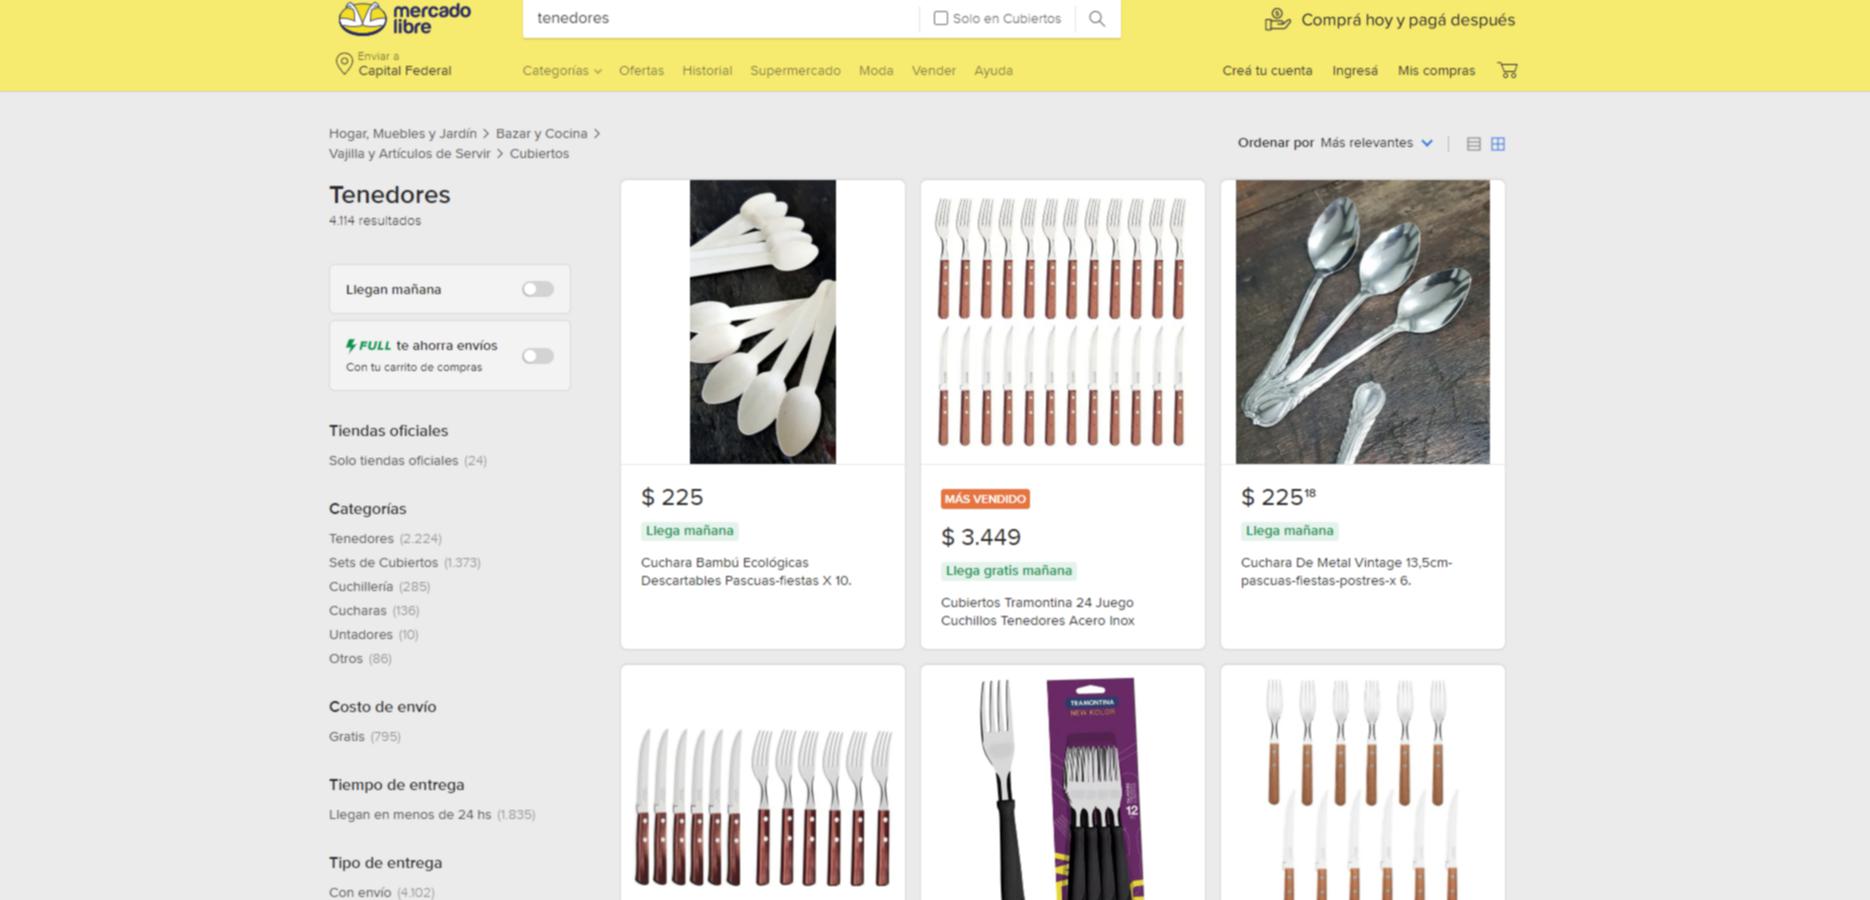 mercado
libre
tenedores
Solo en Cubiertos
Comprá hoy y pagá después
Enviar a
Capital Federal
Categorías
Ofertas
Historial
Supermercado
Moda
Vender
Ayuda
Creá tu cuenta
Ingresá
Mis compras
Hogar, Muebles y Jardín > Bazar y Cocina >
Vajilla y Artículos de Servir > Cubiertos
Ordenar por Más relevantes
Tenedores
4.114 resultados
Llegan mañana
FULL te ahorra envíos
Con tu carrito de compras
Tiendas oficiales
Solo tiendas oficiales (24)
Categorías
Tenedores (2.224)
Sets de Cubiertos (1.373)
Cuchillería (285)
Cucharas (136)
Untadores (10)
Otros (86)
Costo de envío
Gratis (795)
Tiempo de entrega
Llegan en menos de 24 hs (1.835)
Tipo de entrega
Con envío (4.102)
$ 225
Llega mañana
Cuchara Bambú Ecológicas
Descartables Pascuas-fiestas X 10.
MÁS VENDIDO
$ 3.449
Llega gratis mañana
Cubiertos Tramontina 24 Juego
Cuchillos Tenedores Acero Inox
$ 225 18
Llega mañana
Cuchara De Metal Vintage 13,5cm-
pascuas-fiestas-postres-x 6.
TRAMONTINA
NEW KOLOR
12